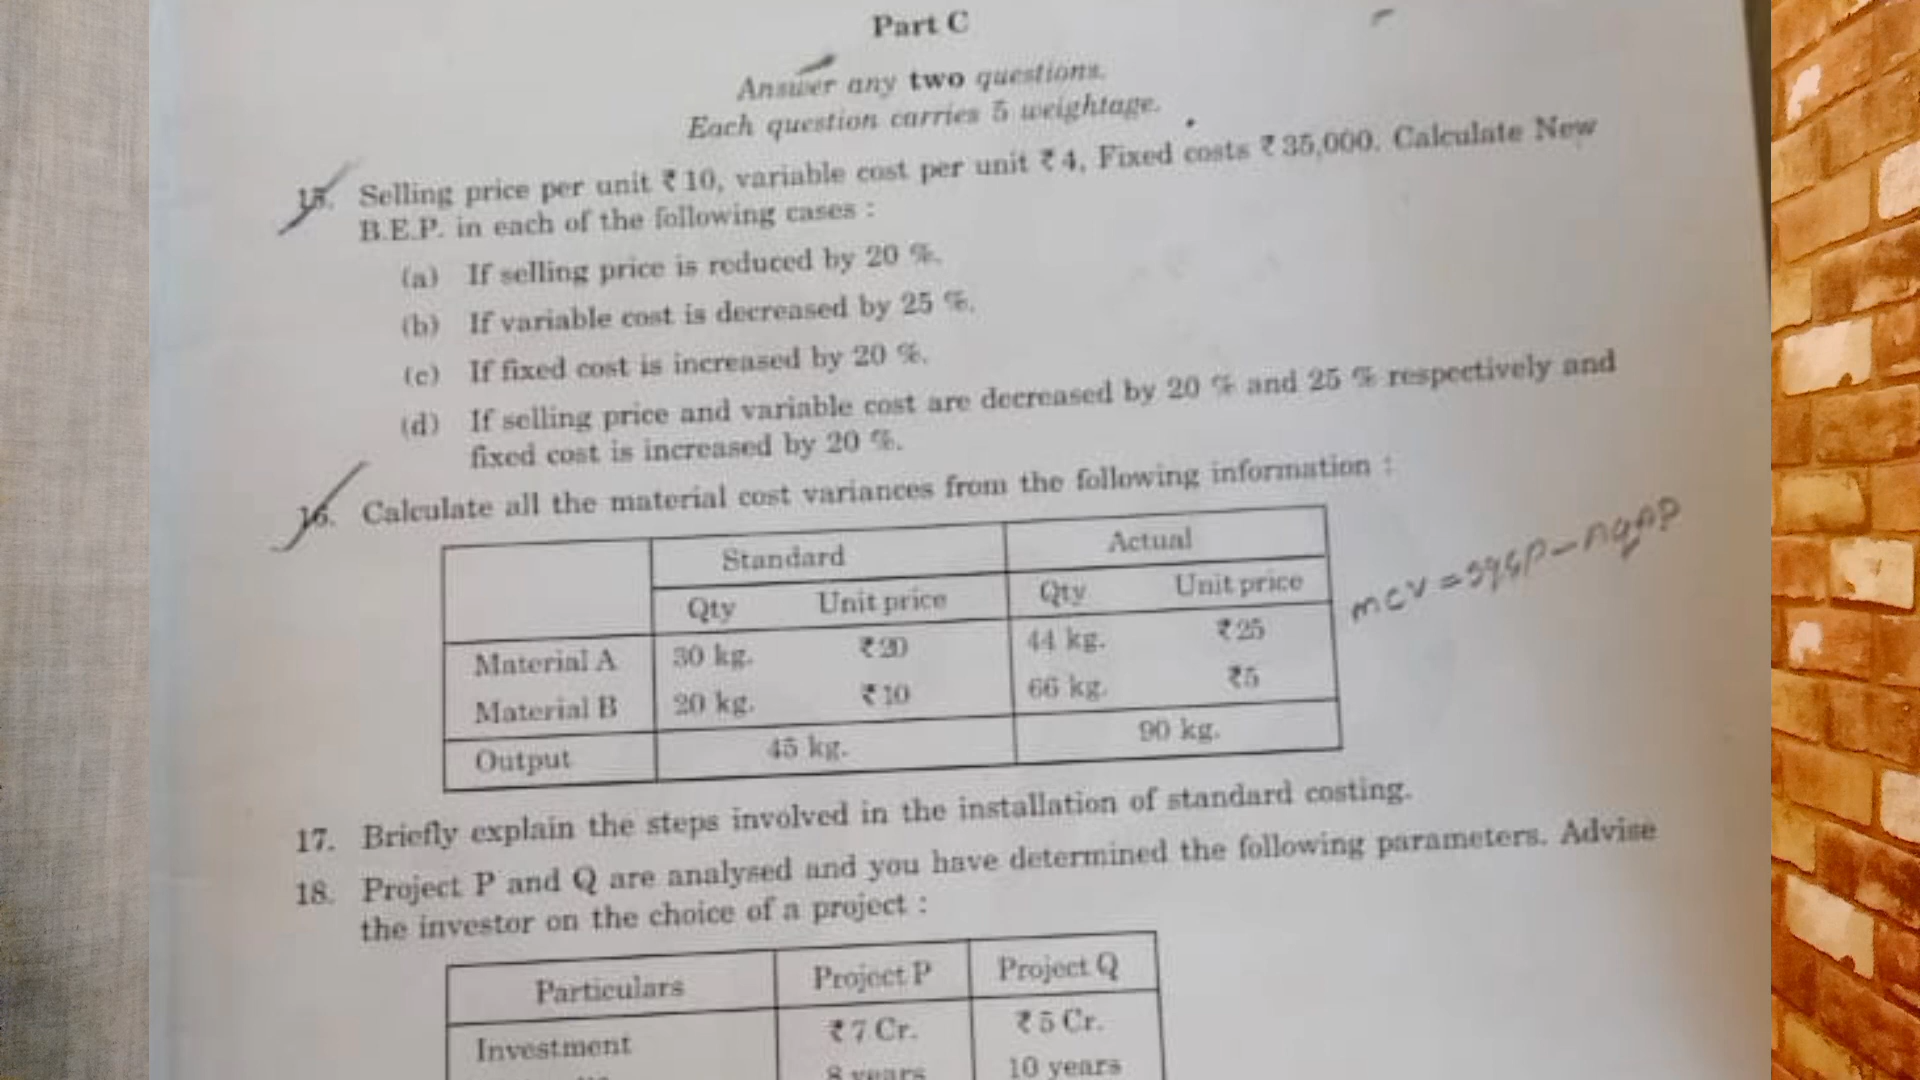 Part C
Answer any two questions.
Each question carries 5 weightage.
15. Selling price per unit ₹10, variable cost per unit ₹4, Fixed costs ₹35,000. Calculate New
B.E.P. in each of the following cases :
(a) If selling price is reduced by 20 %.
(b) If variable cost is decreased by 25 %.
(c) If fixed cost is increased by 20 %.
(d) If selling price and variable cost are decreased by 20 % and 25 % respectively and
fixed cost is increased by 20 %.
16. Calculate all the material cost variances from the following information :
Standard Actual
Qty Unit price Qty Unit price
Material A 30 kg. ₹20 44 kg. ₹25
Material B 20 kg. ₹10 66 kg. ₹5
Output 45 kg. 90 kg.
mcv = sqsp - aqap
17. Briefly explain the steps involved in the installation of standard costing.
18. Project P and Q are analysed and you have determined the following parameters. Advise
the investor on the choice of a project :
Particulars Project P Project Q
Investment ₹7 Cr. ₹5 Cr.
8 years 10 years